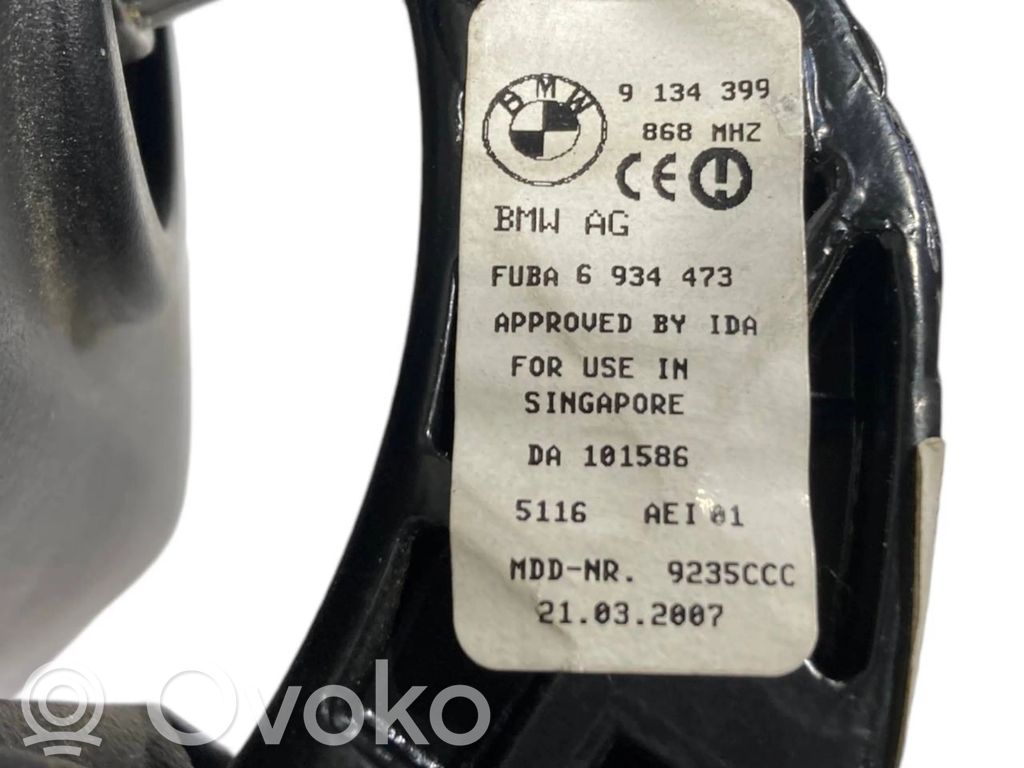 BMW
9 134 399
868 MHZ
CE
BMW AG
FUBA 6 934 473
APPROVED BY IDA
FOR USE IN
SINGAPORE
DA 101586
5116 AEI 01
MDD-NR. 9235CCC
21.03.2007
Ovoko